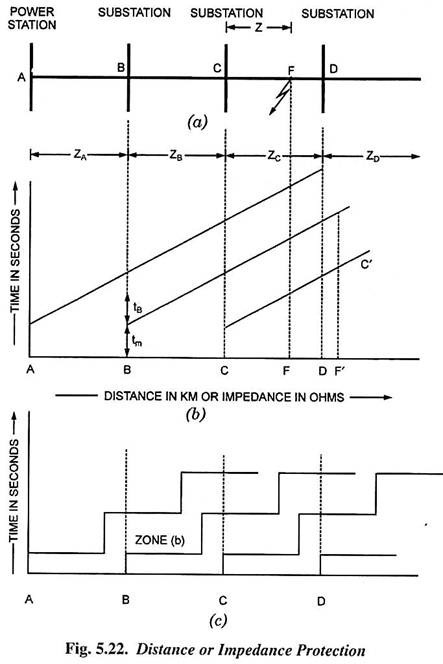 POWER STATION SUBSTATION SUBSTATION SUBSTATION
Z
A B C F D
(a)
Z_A Z_B Z_C Z_D
TIME IN SECONDS
t_B
t_m
C'
A B C F D F'
DISTANCE IN KM OR IMPEDANCE IN OHMS
(b)
TIME IN SECONDS
ZONE (b)
A B C D
(c)
Fig. 5.22. Distance or Impedance Protection